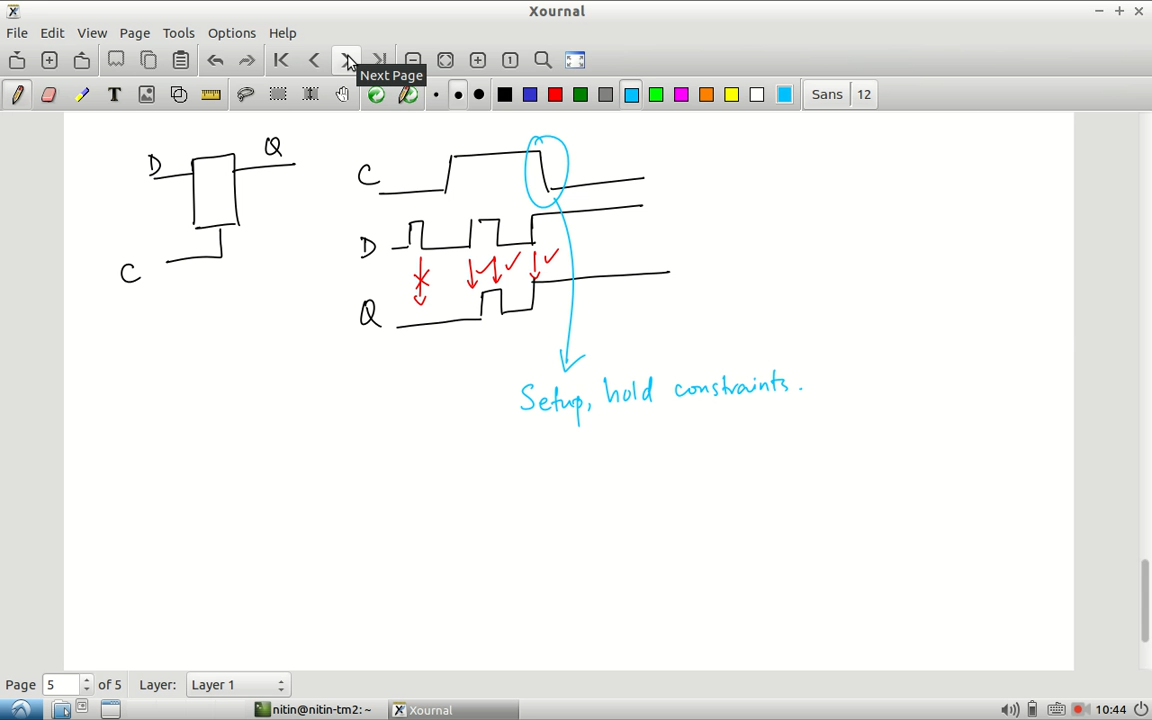 Xournal
File Edit View Page Tools Options Help
Next Page
Sans 12
D Q
C
C
D
Q
Setup, hold constraints.
Page 5 of 5 Layer: Layer 1
nitin@nitin-tm2: ~ Xournal 10:44